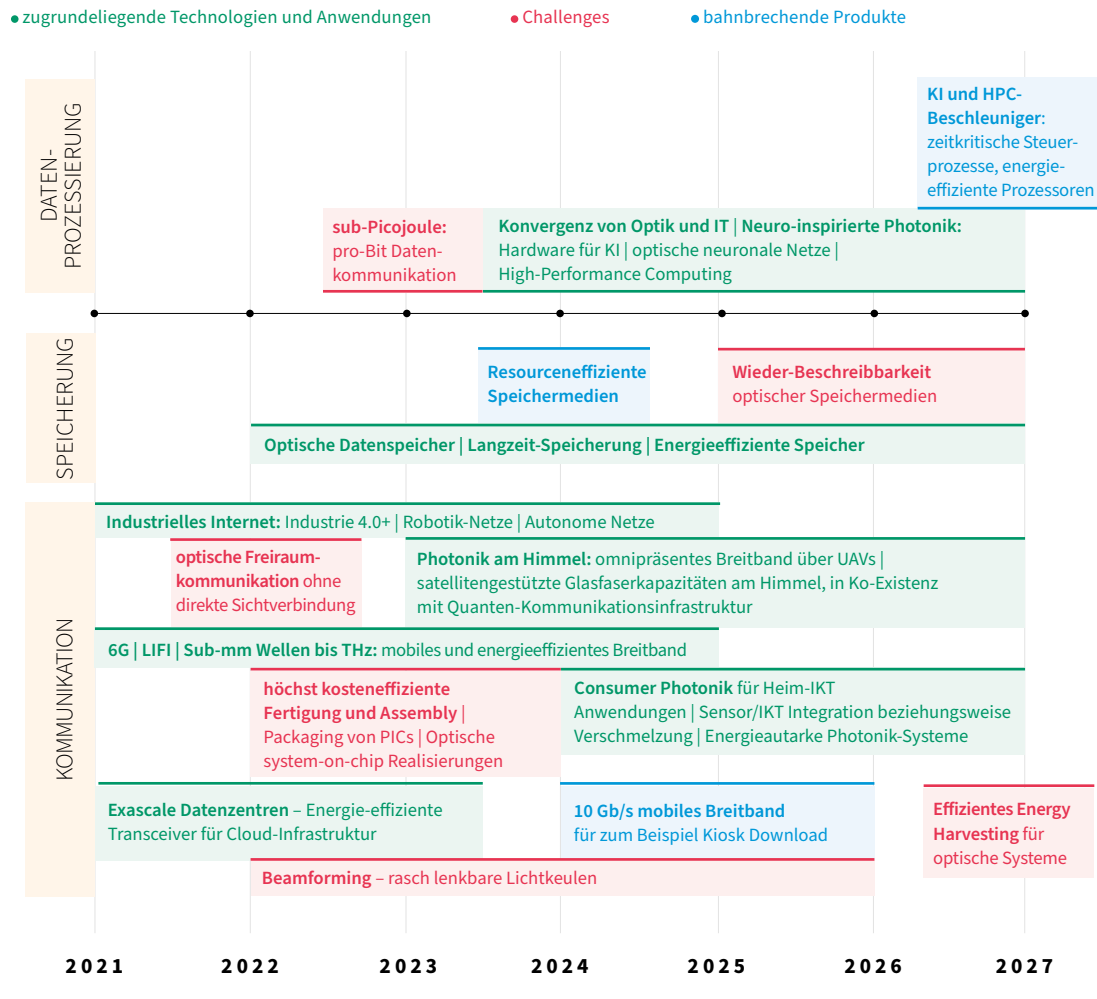 zugrundeliegende Technologien und Anwendungen
Challenges
bahnbrechende Produkte
DATEN-
PROZESSIERUNG
KI und HPC-
Beschleuniger:
zeitkritische Steuer-
prozesse, energie-
effiziente Prozessoren
sub-Picojoule:
pro-Bit Daten-
kommunikation
Konvergenz von Optik und IT | Neuro-inspirierte Photonik:
Hardware für KI | optische neuronale Netze |
High-Performance Computing
SPEICHERUNG
Resourceneffiziente
Speichermedien
Wieder-Beschreibbarkeit
optischer Speichermedien
Optische Datenspeicher | Langzeit-Speicherung | Energieeffiziente Speicher
KOMMUNIKATION
Industrielles Internet: Industrie 4.0+ | Robotik-Netze | Autonome Netze
optische Freiraum-
kommunikation ohne
direkte Sichtverbindung
Photonik am Himmel: omnipräsentes Breitband über UAVs |
satellitengestützte Glasfaserkapazitäten am Himmel, in Ko-Existenz
mit Quanten-Kommunikationsinfrastruktur
6G | LIFI | Sub-mm Wellen bis THz: mobiles und energieeffizientes Breitband
höchst kosteneffiziente
Fertigung und Assembly |
Packaging von PICs | Optische
system-on-chip Realisierungen
Consumer Photonik für Heim-IKT
Anwendungen | Sensor/IKT Integration beziehungsweise
Verschmelzung | Energieautarke Photonik-Systeme
Exascale Datenzentren – Energie-effiziente
Transceiver für Cloud-Infrastruktur
10 Gb/s mobiles Breitband
für zum Beispiel Kiosk Download
Effizientes Energy
Harvesting für
optische Systeme
Beamforming – rasch lenkbare Lichtkeulen
2021 2022 2023 2024 2025 2026 2027